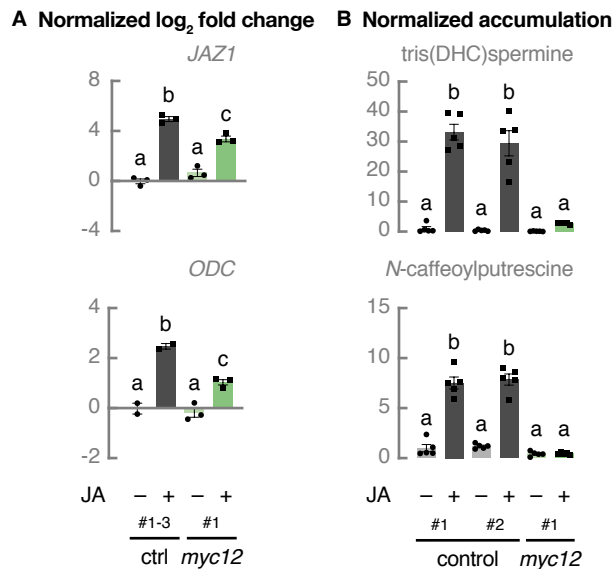 A Normalized log2 fold change
JAZ1
8
4
0
-4
a
b
a
c
ODC
4
2
0
-2
a
b
a
c
JA – + – +
#1-3 #1
ctrl myc12
B Normalized accumulation
tris(DHC)spermine
50
40
30
20
10
0
a
b
a
b
a
a
N-caffeoylputrescine
15
10
5
0
a
b
a
b
a
a
JA – + – + – +
#1 #2 #1
control myc12